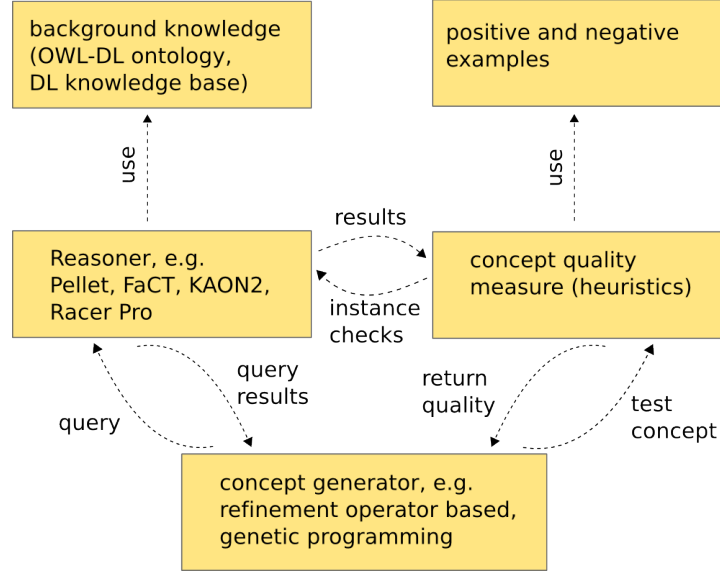 background knowledge
(OWL-DL ontology,
DL knowledge base)
positive and negative
examples
use
use
results
Reasoner, e.g.
Pellet, FaCT, KAON2,
Racer Pro
concept quality
measure (heuristics)
instance
checks
query
results
return
quality
query
test
concept
concept generator, e.g.
refinement operator based,
genetic programming